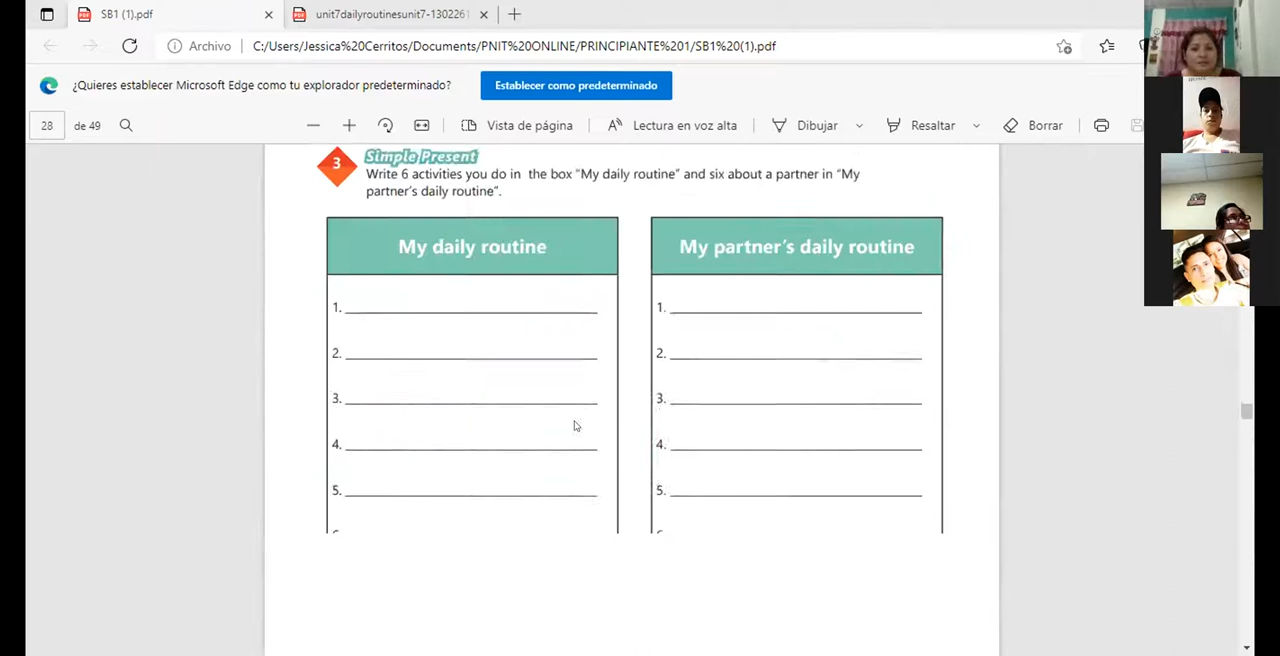 SB1 (1).pdf
unit7dailyroutinesunit7-1302261
Archivo
C:/Users/Jessica%20Cerritos/Documents/PNIT%20ONLINE/PRINCIPIANTE%201/SB1%20(1).pdf
¿Quieres establecer Microsoft Edge como tu explorador predeterminado?
Establecer como predeterminado
28
de 49
Vista de página
Lectura en voz alta
Dibujar
Resaltar
Borrar
3
Simple Present
Write 6 activities you do in the box "My daily routine" and six about a partner in "My
partner's daily routine".
My daily routine
1.
2.
3.
4.
5.
My partner's daily routine
1.
2.
3.
4.
5.